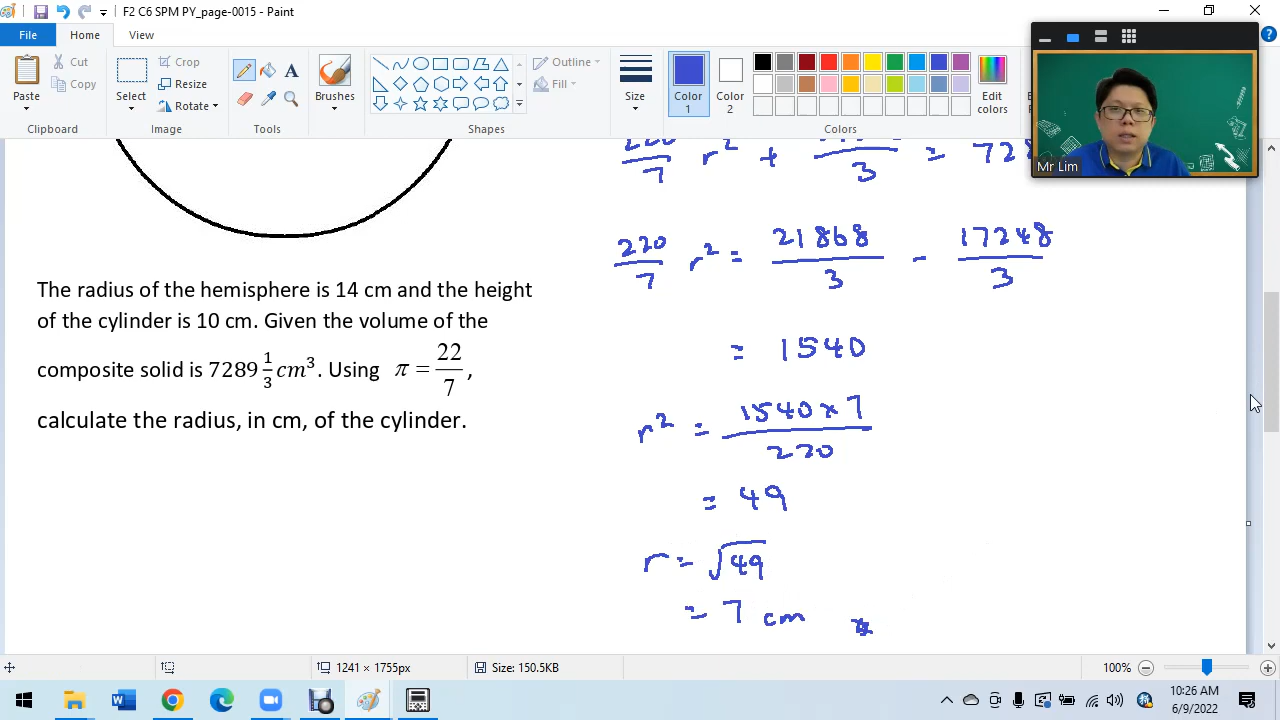 F2 C6 SPM PY_page-0015 - Paint
File Home View
Paste Cut Copy Clipboard
Select Crop Resize Rotate Image
Tools
Brushes
Outline Fill Shapes
Size
Color 1 Color 2 Edit colors Colors
Mr Lim
220/7 r² + /3 = 728
220/7 r² = 21868/3 - 17248/3
The radius of the hemisphere is 14 cm and the height
of the cylinder is 10 cm. Given the volume of the
composite solid is 7289 1/3 cm³. Using π = 22/7,
calculate the radius, in cm, of the cylinder.
= 1540
r² = 1540 x 7/220
= 49
r = √49
= 7 cm
1241 × 1755px Size: 150.5KB 100%
10:26 AM
6/9/2022